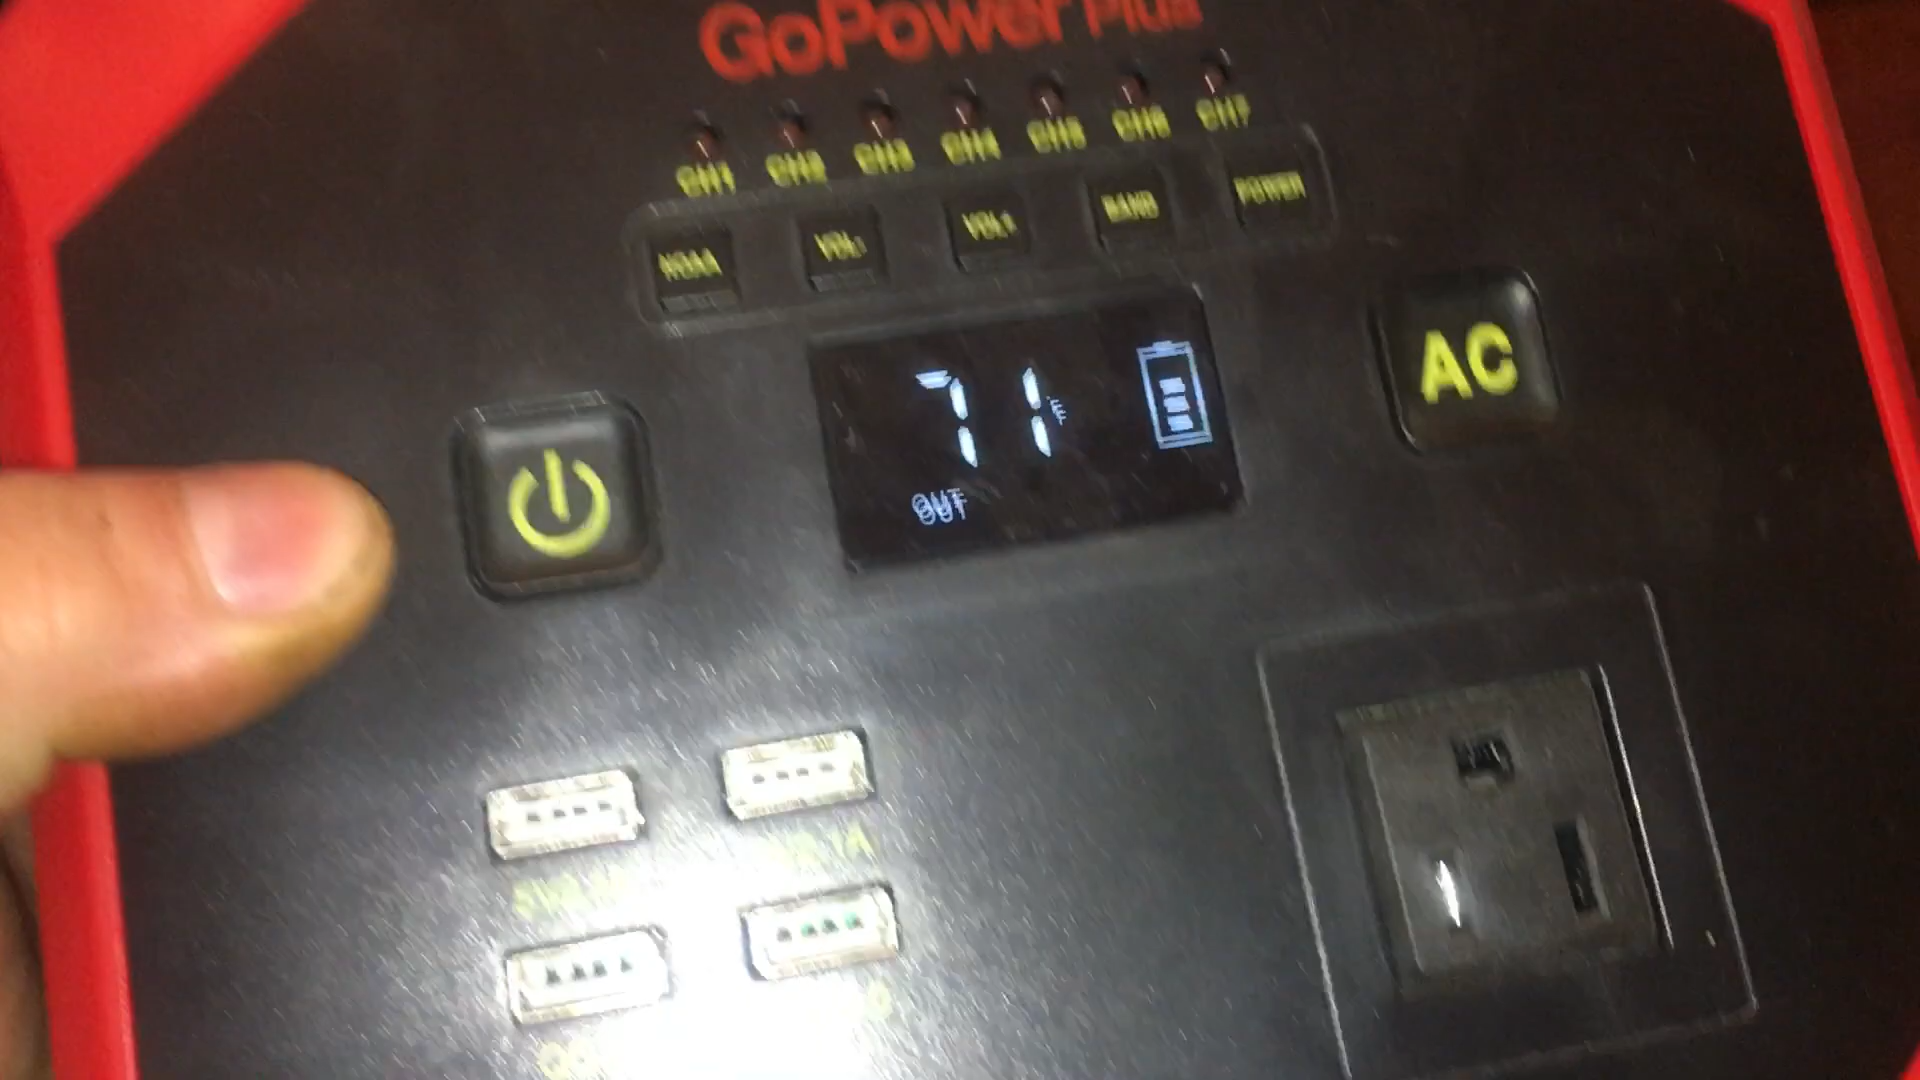 GoPower Plus
CH1 CH2 CH3 CH4 CH5 CH6 CH7
NOAA VOL- VOL+ BAND POWER
71
OUT
AC